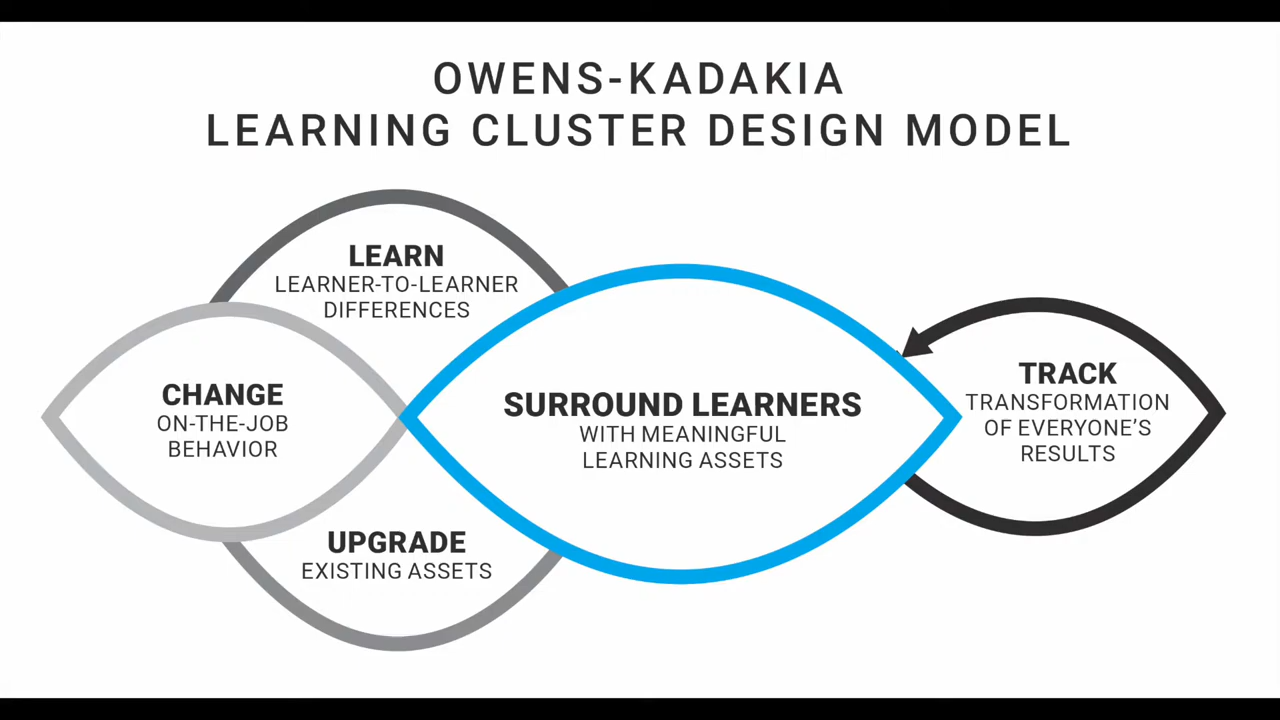 OWENS-KADAKIA
LEARNING CLUSTER DESIGN MODEL
LEARN
LEARNER-TO-LEARNER
DIFFERENCES
CHANGE
ON-THE-JOB
BEHAVIOR
SURROUND LEARNERS
WITH MEANINGFUL
LEARNING ASSETS
TRACK
TRANSFORMATION
OF EVERYONE'S
RESULTS
UPGRADE
EXISTING ASSETS